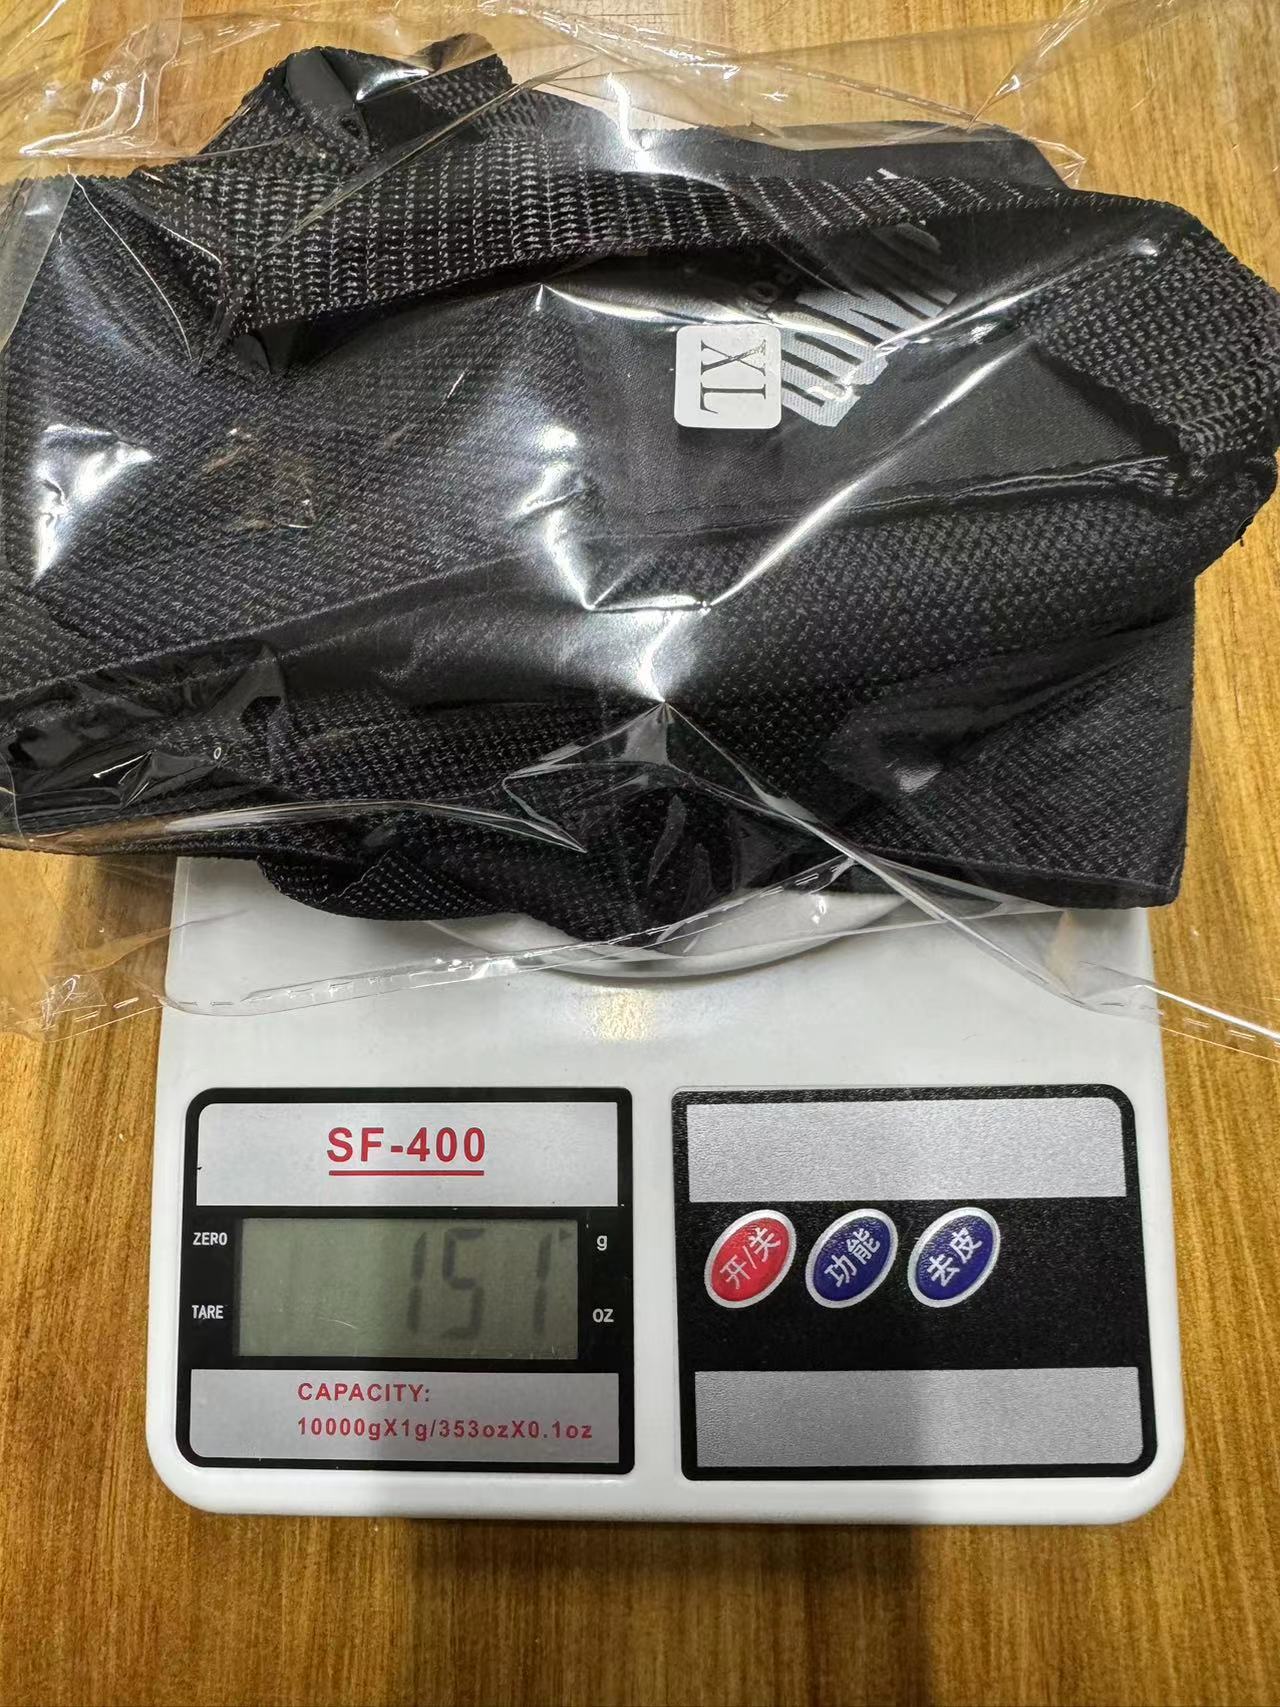 XL
SF-400
ZERO
TARE
151
g
oz
CAPACITY:
10000gX1g/353ozX0.1oz
开/关
功能
去皮